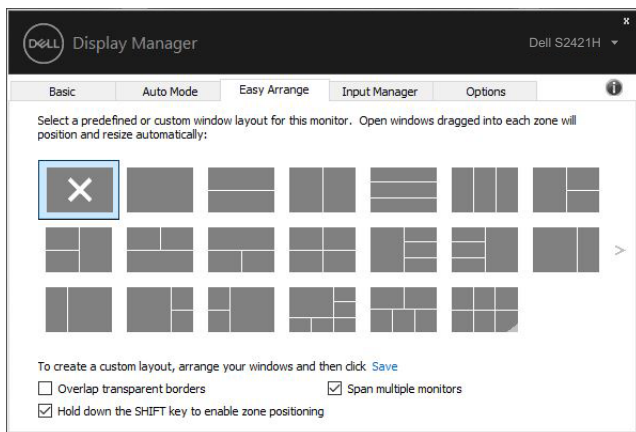 x
DELL Display Manager Dell S2421H
Basic Auto Mode Easy Arrange Input Manager Options i
Select a predefined or custom window layout for this monitor. Open windows dragged into each zone will
position and resize automatically:
>
To create a custom layout, arrange your windows and then click Save
Overlap transparent borders Span multiple monitors
Hold down the SHIFT key to enable zone positioning